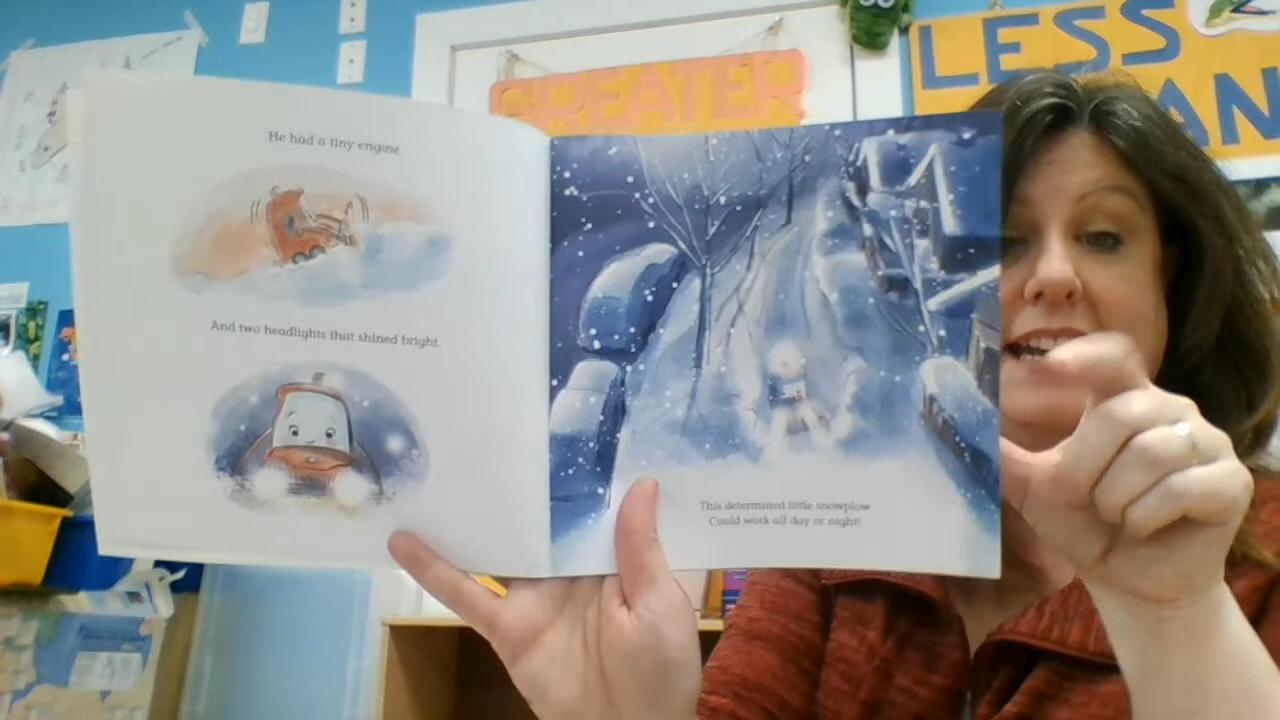 GREATER
LESS
AN
He had a tiny engine
And two headlights that shined bright.
This determined little snowplow
Could work all day or night!